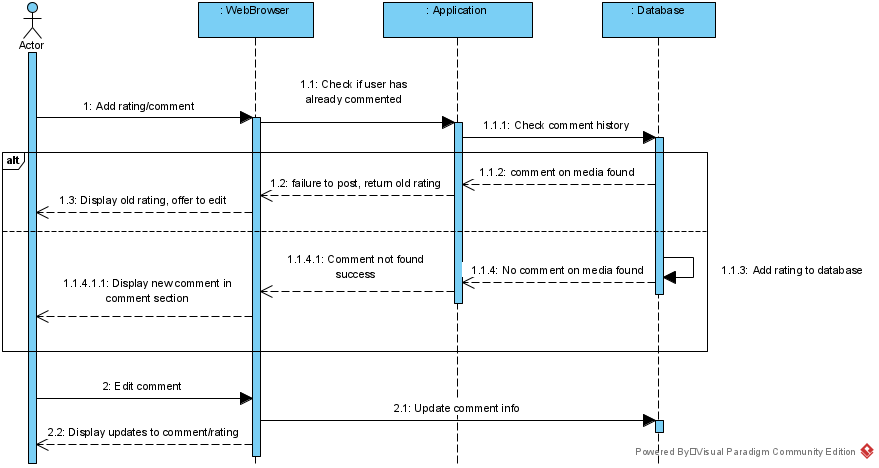 : WebBrowser
: Application
: Database
Actor
1.1: Check if user has
already commented
1: Add rating/comment
1.1.1: Check comment history
alt
1.1.2: comment on media found
1.2: failure to post, return old rating
1.3: Display old rating, offer to edit
1.1.4.1: Comment not found
success
1.1.4: No comment on media found
1.1.3: Add rating to database
1.1.4.1.1: Display new comment in
comment section
2: Edit comment
2.1: Update comment info
2.2: Display updates to comment/rating
Powered By Visual Paradigm Community Edition